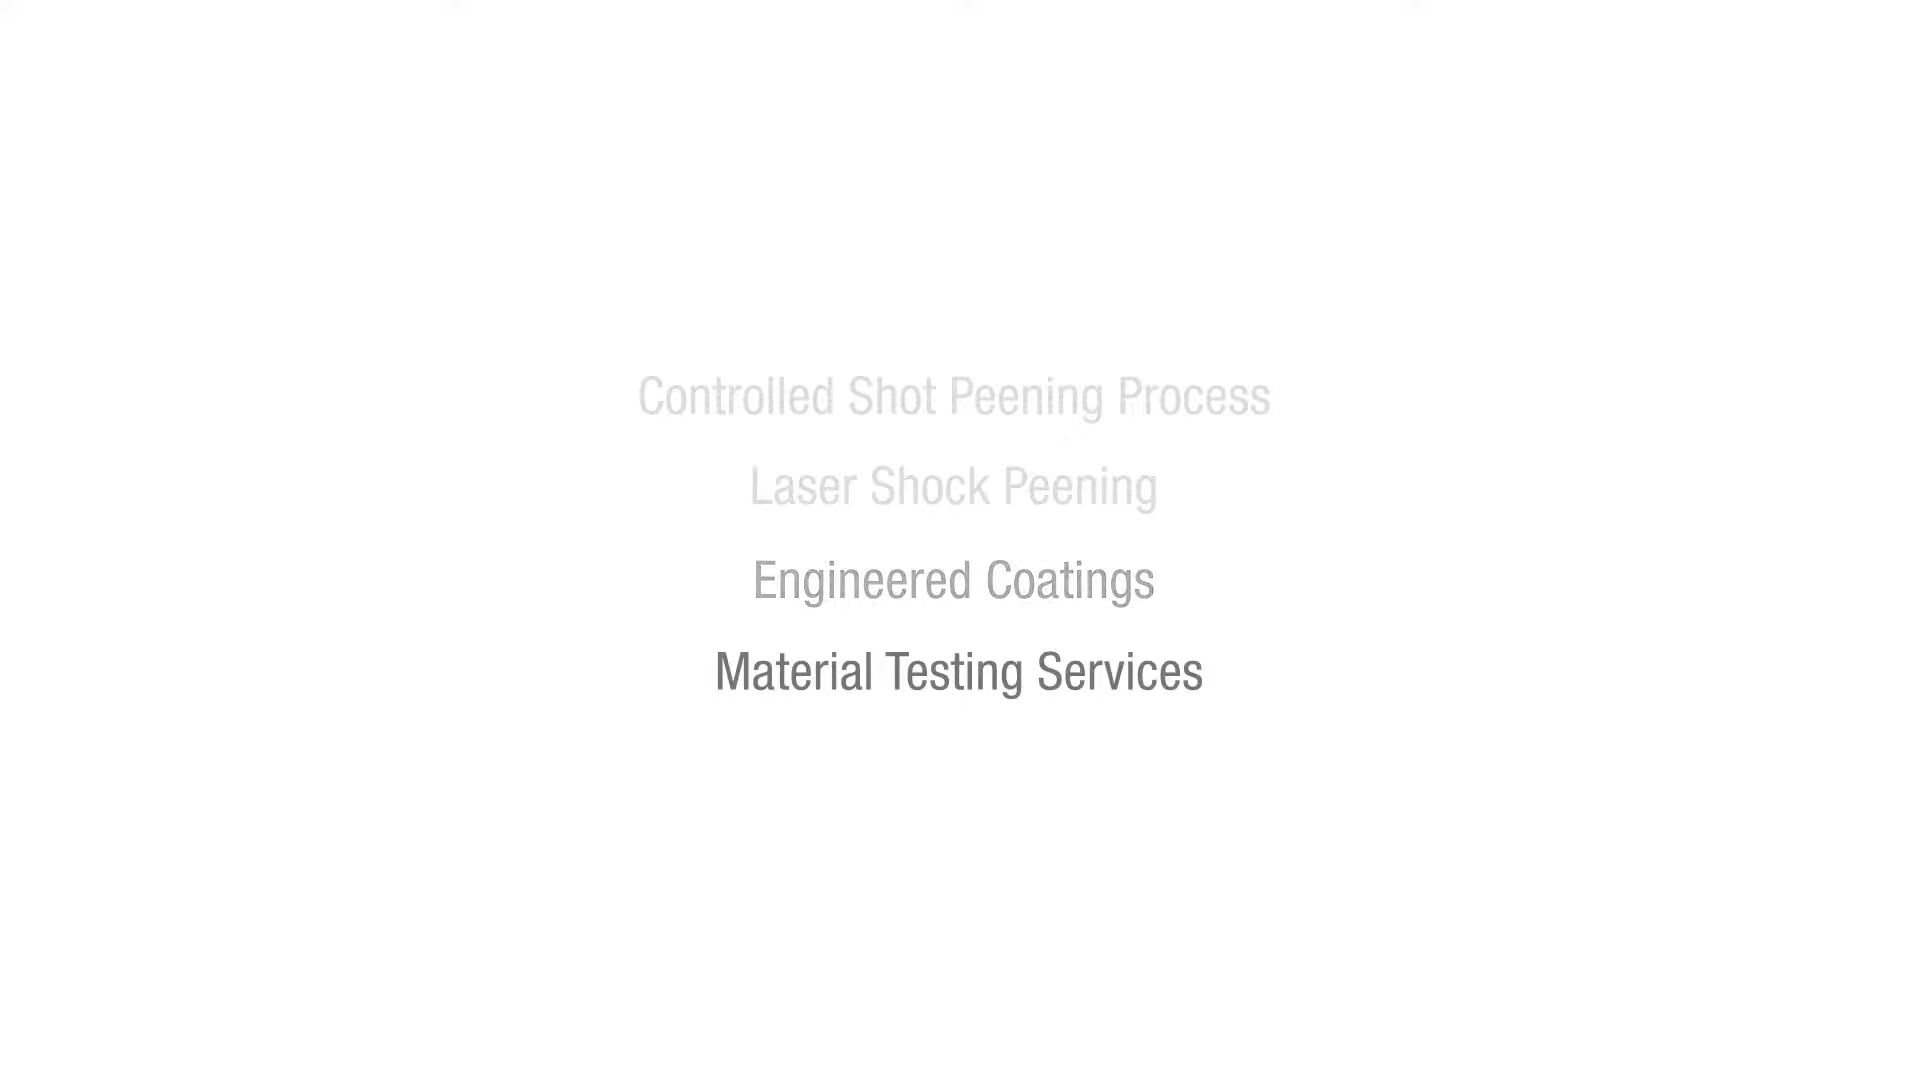 Controlled Shot Peening Process
Laser Shock Peening
Engineered Coatings
Material Testing Services